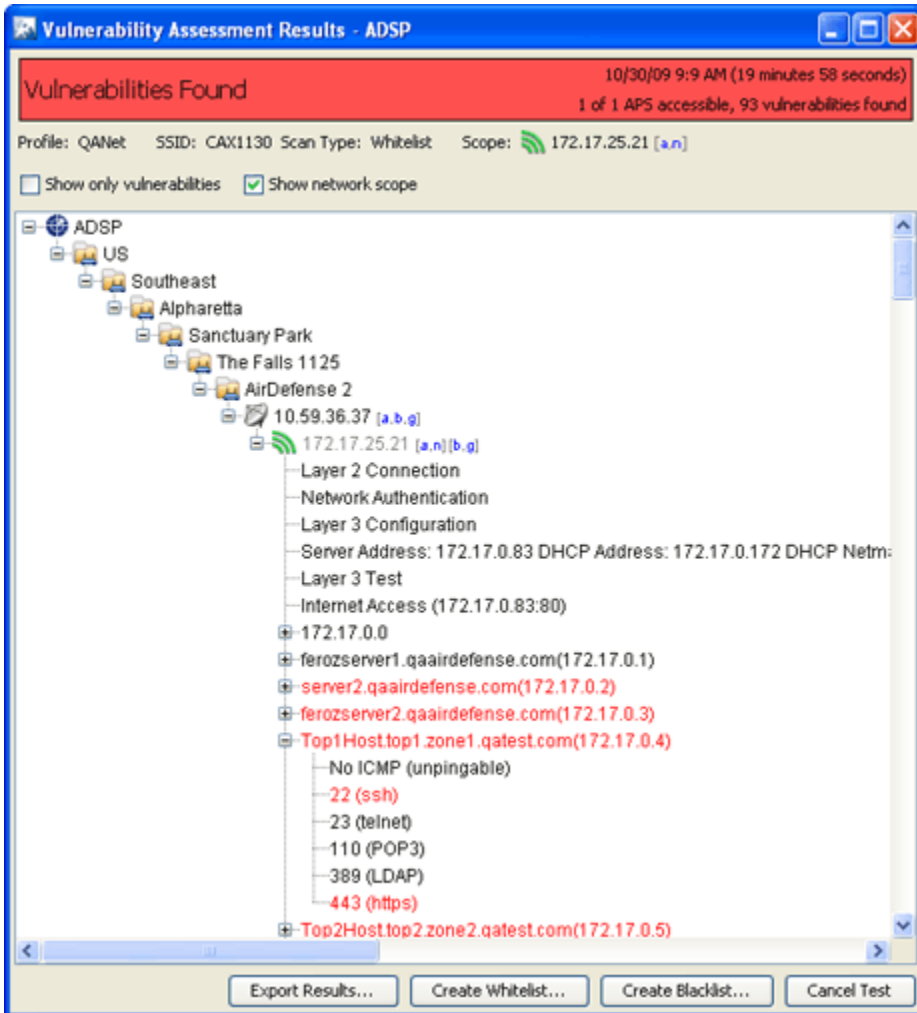 Vulnerability Assessment Results - ADSP
Vulnerabilities Found
10/30/09 9:9 AM (19 minutes 58 seconds)
1 of 1 APS accessible, 93 vulnerabilities found
Profile: QANet SSID: CAX1130 Scan Type: Whitelist Scope: 172.17.25.21 [a,n]
Show only vulnerabilities Show network scope
ADSP
US
Southeast
Alpharetta
Sanctuary Park
The Falls 1125
AirDefense 2
10.59.36.37 [a,b,g]
172.17.25.21 [a,n][b,g]
Layer 2 Connection
Network Authentication
Layer 3 Configuration
Server Address: 172.17.0.83 DHCP Address: 172.17.0.172 DHCP Netm
Layer 3 Test
Internet Access (172.17.0.83:80)
172.17.0.0
ferozserver1.qaairdefense.com(172.17.0.1)
server2.qaairdefense.com(172.17.0.2)
ferozserver2.qaairdefense.com(172.17.0.3)
Top1Host.top1.zone1.qatest.com(172.17.0.4)
No ICMP (unpingable)
22 (ssh)
23 (telnet)
110 (POP3)
389 (LDAP)
443 (https)
Top2Host.top2.zone2.qatest.com(172.17.0.5)
Export Results... Create Whitelist... Create Blacklist... Cancel Test